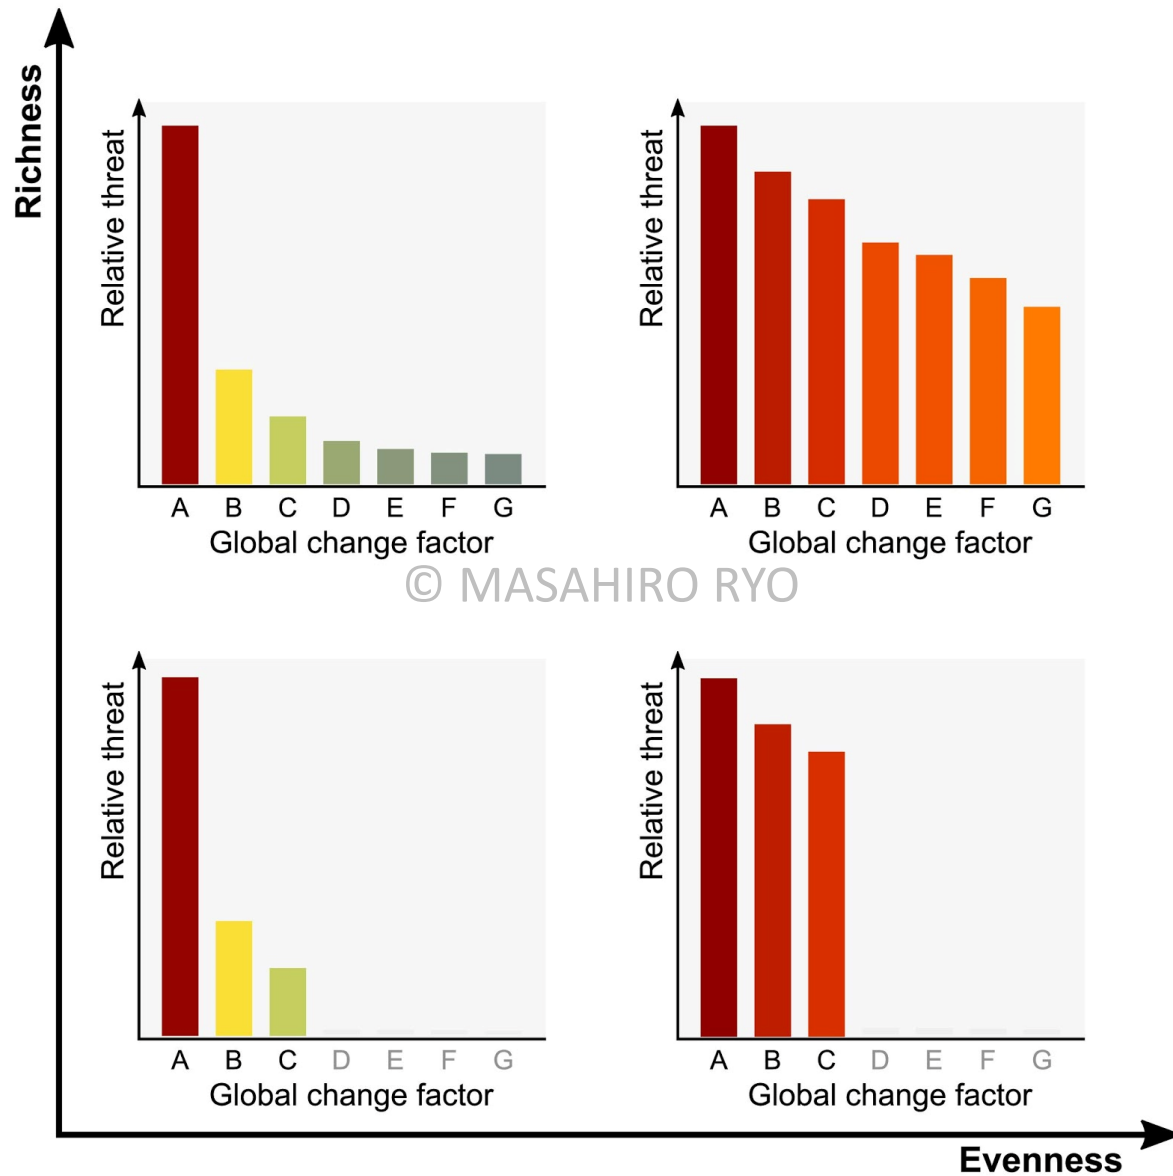 Richness
Relative threat
A B C D E F G
Global change factor
Relative threat
A B C D E F G
Global change factor
© MASAHIRO RYO
Relative threat
A B C D E F G
Global change factor
Relative threat
A B C D E F G
Global change factor
Evenness